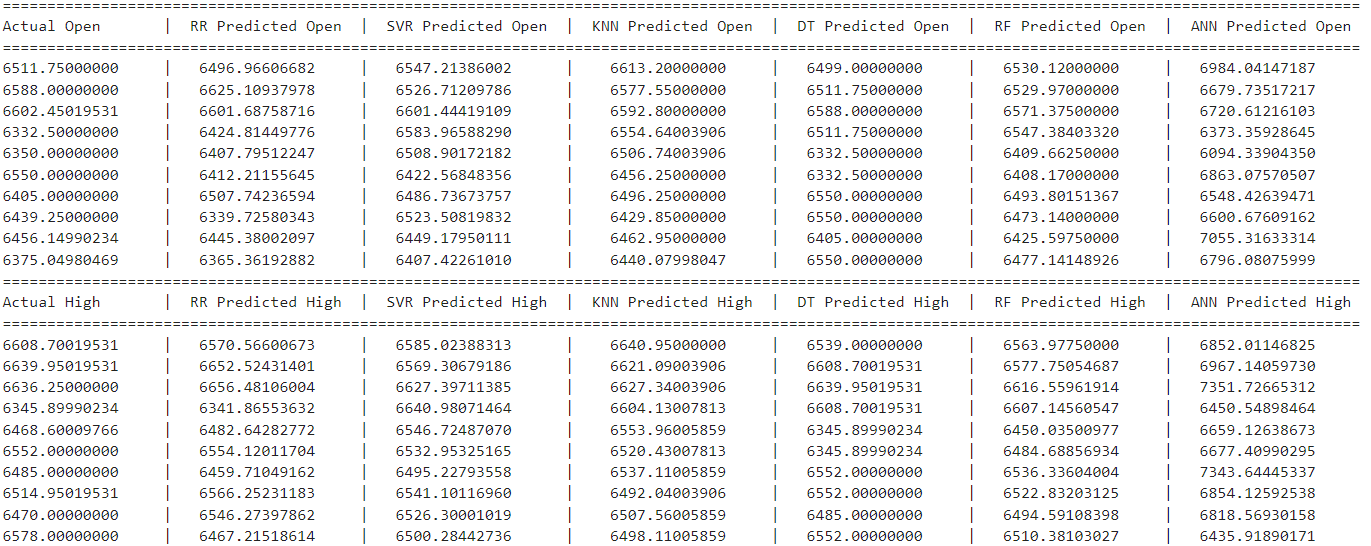 ====================================================================================================================================================
Actual Open | RR Predicted Open | SVR Predicted Open | KNN Predicted Open | DT Predicted Open | RF Predicted Open | ANN Predicted Open
====================================================================================================================================================
6511.75000000 | 6496.96606682 | 6547.21386002 | 6613.20000000 | 6499.00000000 | 6530.12000000 | 6984.04147187
6588.00000000 | 6625.10937978 | 6526.71209786 | 6577.55000000 | 6511.75000000 | 6529.97000000 | 6679.73517217
6602.45019531 | 6601.68758716 | 6601.44419109 | 6592.80000000 | 6588.00000000 | 6571.37500000 | 6720.61216103
6332.50000000 | 6424.81449776 | 6583.96588290 | 6554.64003906 | 6511.75000000 | 6547.38403320 | 6373.35928645
6350.00000000 | 6407.79512247 | 6508.90172182 | 6506.74003906 | 6332.50000000 | 6409.66250000 | 6094.33904350
6550.00000000 | 6412.21155645 | 6422.56848356 | 6456.25000000 | 6332.50000000 | 6408.17000000 | 6863.07570507
6405.00000000 | 6507.74236594 | 6486.73673757 | 6496.25000000 | 6550.00000000 | 6493.80151367 | 6548.42639471
6439.25000000 | 6339.72580343 | 6523.50819832 | 6429.85000000 | 6550.00000000 | 6473.14000000 | 6600.67609162
6456.14990234 | 6445.38002097 | 6449.17950111 | 6462.95000000 | 6405.00000000 | 6425.59750000 | 7055.31633314
6375.04980469 | 6365.36192882 | 6407.42261010 | 6440.07998047 | 6550.00000000 | 6477.14148926 | 6796.08075999
====================================================================================================================================================
Actual High | RR Predicted High | SVR Predicted High | KNN Predicted High | DT Predicted High | RF Predicted High | ANN Predicted High
====================================================================================================================================================
6608.70019531 | 6570.56600673 | 6585.02388313 | 6640.95000000 | 6539.00000000 | 6563.97750000 | 6852.01146825
6639.95019531 | 6652.52431401 | 6569.30679186 | 6621.09003906 | 6608.70019531 | 6577.75054687 | 6967.14059730
6636.25000000 | 6656.48106004 | 6627.39711385 | 6627.34003906 | 6639.95019531 | 6616.55961914 | 7351.72665312
6345.89990234 | 6341.86553632 | 6640.98071464 | 6604.13007813 | 6608.70019531 | 6607.14560547 | 6450.54898464
6468.60009766 | 6482.64282772 | 6546.72487070 | 6553.96005859 | 6345.89990234 | 6450.03500977 | 6659.12638673
6552.00000000 | 6554.12011704 | 6532.95325165 | 6520.43007813 | 6345.89990234 | 6484.68856934 | 6677.40990295
6485.00000000 | 6459.71049162 | 6495.22793558 | 6537.11005859 | 6552.00000000 | 6536.33604004 | 7343.64445337
6514.95019531 | 6566.25231183 | 6541.10116960 | 6492.04003906 | 6552.00000000 | 6522.83203125 | 6854.12592538
6470.00000000 | 6546.27397862 | 6526.30001019 | 6507.56005859 | 6485.00000000 | 6494.59108398 | 6818.56930158
6578.00000000 | 6467.21518614 | 6500.28442736 | 6498.11005859 | 6552.00000000 | 6510.38103027 | 6435.91890171